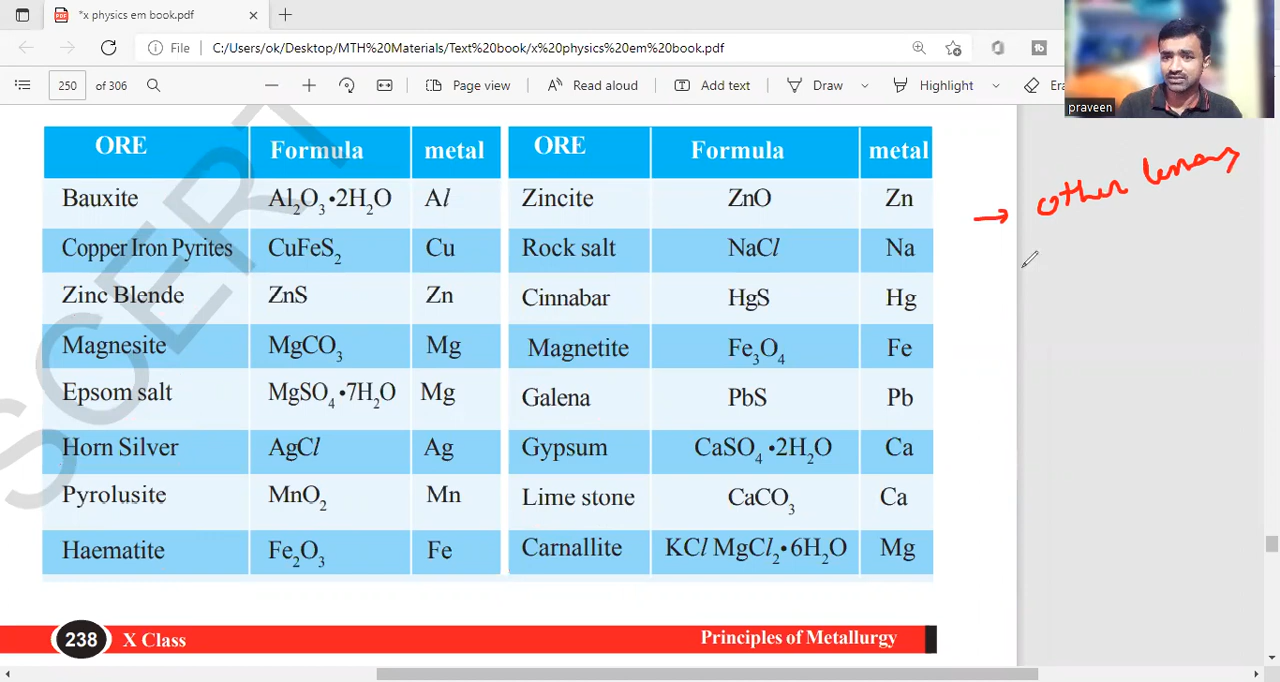 *x physics em book.pdf
File C:/Users/ok/Desktop/MTH%20Materials/Text%20book/x%20physics%20em%20book.pdf
250 of 306 Page view Read aloud Add text Draw Highlight Era
praveen
SCERT
ORE Formula metal ORE Formula metal
Bauxite Al₂O₃•2H₂O Al Zincite ZnO Zn
Copper Iron Pyrites CuFeS₂ Cu Rock salt NaCl Na
Zinc Blende ZnS Zn Cinnabar HgS Hg
Magnesite MgCO₃ Mg Magnetite Fe₃O₄ Fe
Epsom salt MgSO₄•7H₂O Mg Galena PbS Pb
Horn Silver AgCl Ag Gypsum CaSO₄•2H₂O Ca
Pyrolusite MnO₂ Mn Lime stone CaCO₃ Ca
Haematite Fe₂O₃ Fe Carnallite KCl MgCl₂•6H₂O Mg
→ other
238 X Class Principles of Metallurgy